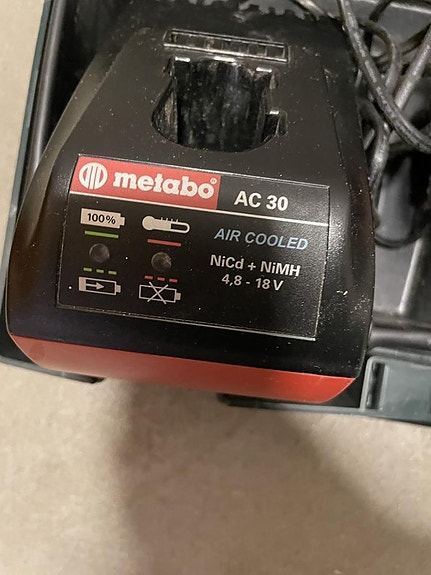 metabo®
AC 30
100%
AIR COOLED
NiCd + NiMH
4,8 - 18 V